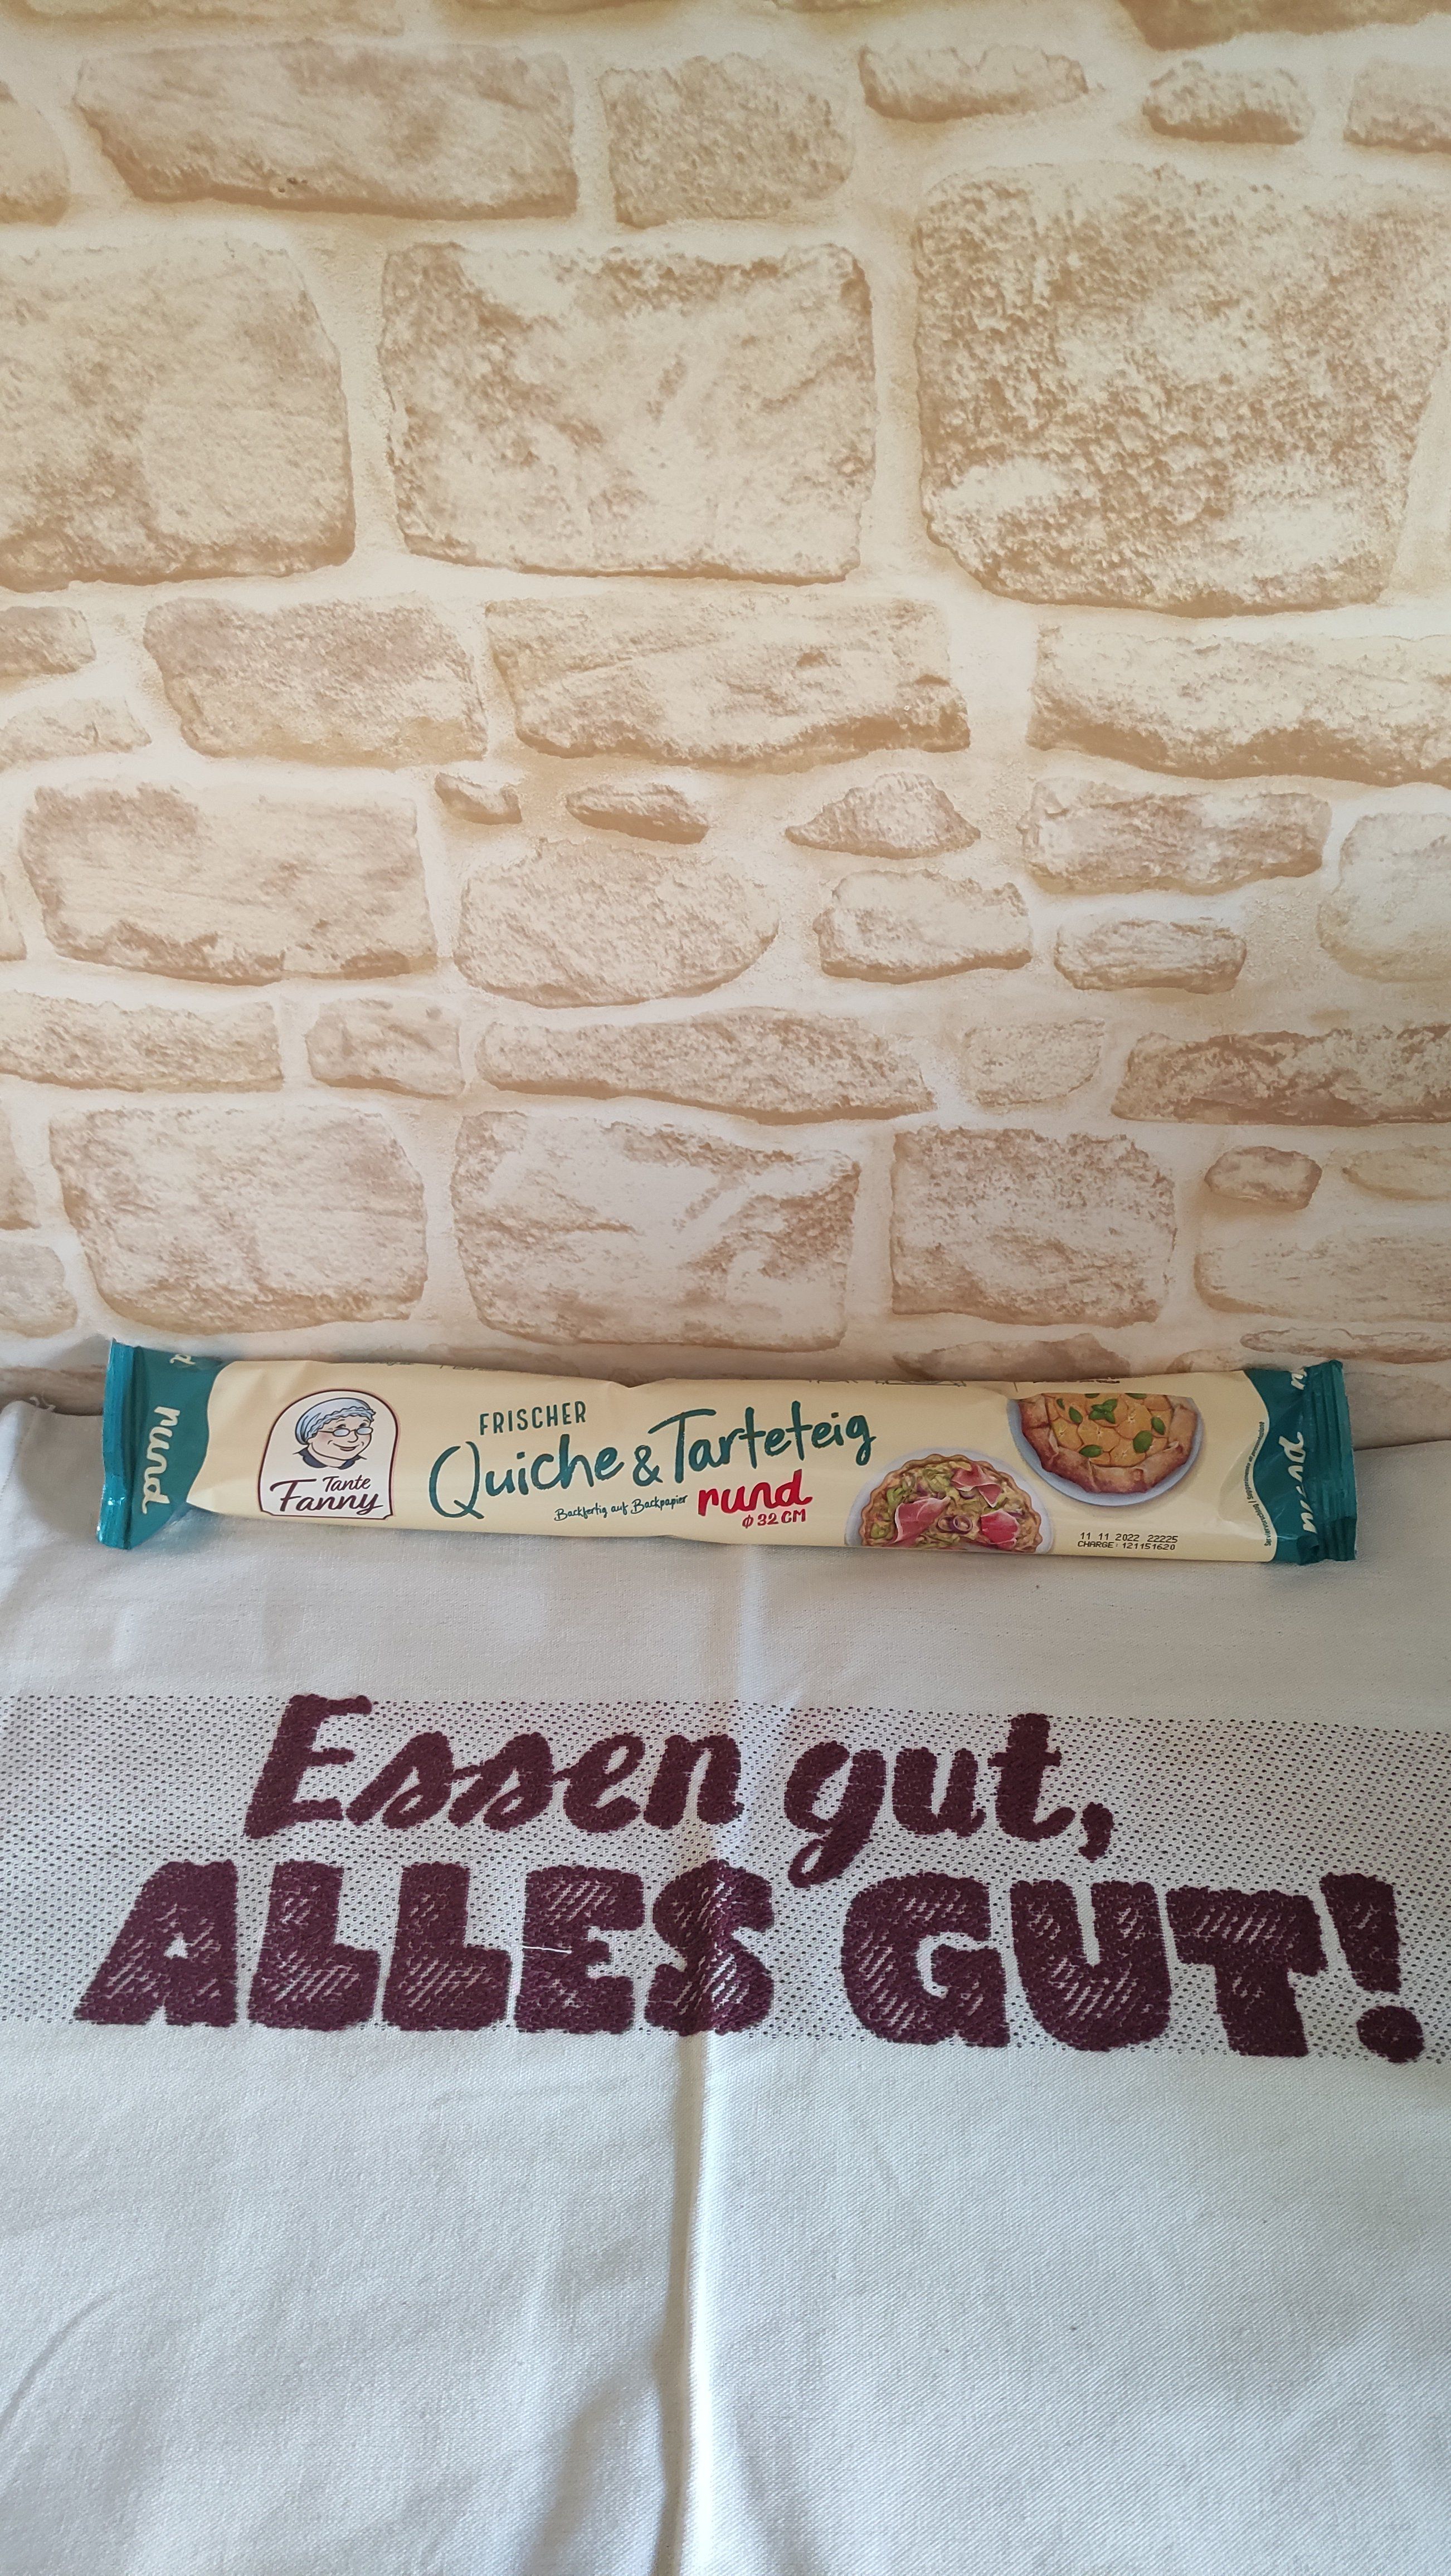 rund
Tante
Fanny
FRISCHER
Quiche & Tarteteig
Backfertig auf Backpapier rund
Ø 32 CM
11 11 2022 22225
CHARGE: 121151620
rund
Essen gut,
ALLES GUT!